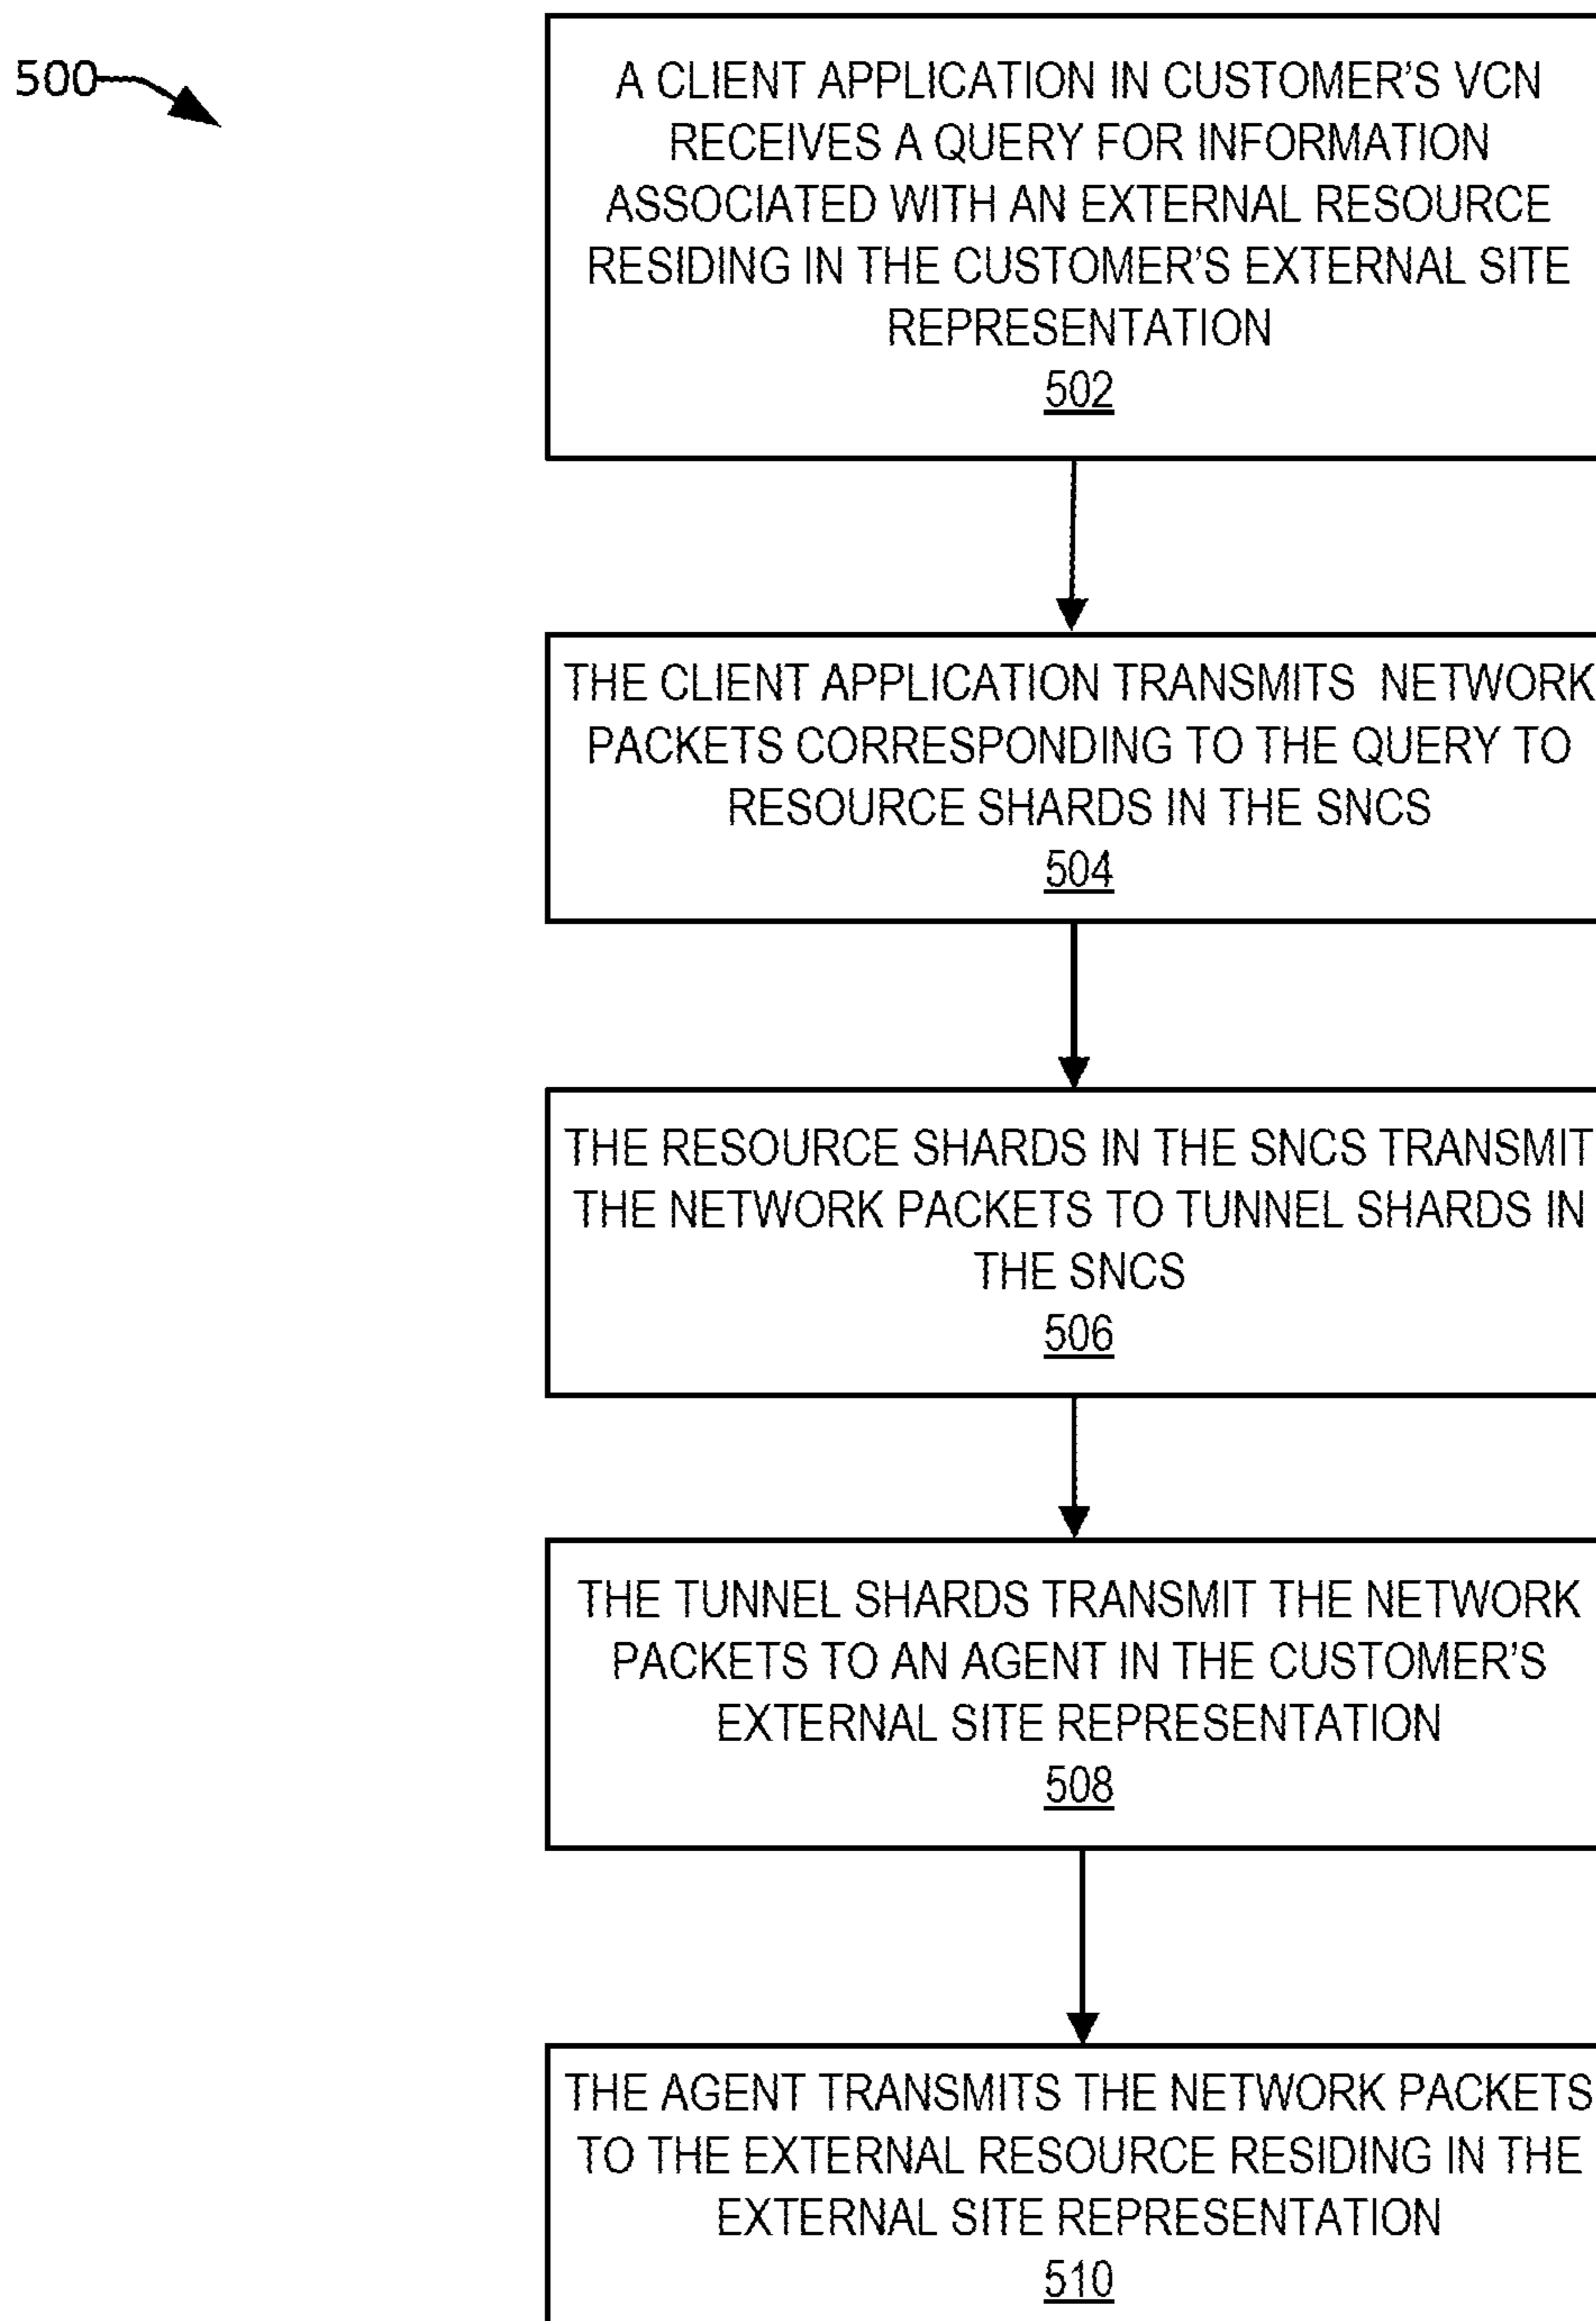 500
A CLIENT APPLICATION IN CUSTOMER'S VCN
RECEIVES A QUERY FOR INFORMATION
ASSOCIATED WITH AN EXTERNAL RESOURCE
RESIDING IN THE CUSTOMER'S EXTERNAL SITE
REPRESENTATION
502
THE CLIENT APPLICATION TRANSMITS NETWORK
PACKETS CORRESPONDING TO THE QUERY TO
RESOURCE SHARDS IN THE SNCS
504
THE RESOURCE SHARDS IN THE SNCS TRANSMIT
THE NETWORK PACKETS TO TUNNEL SHARDS IN
THE SNCS
506
THE TUNNEL SHARDS TRANSMIT THE NETWORK
PACKETS TO AN AGENT IN THE CUSTOMER'S
EXTERNAL SITE REPRESENTATION
508
THE AGENT TRANSMITS THE NETWORK PACKETS
TO THE EXTERNAL RESOURCE RESIDING IN THE
EXTERNAL SITE REPRESENTATION
510